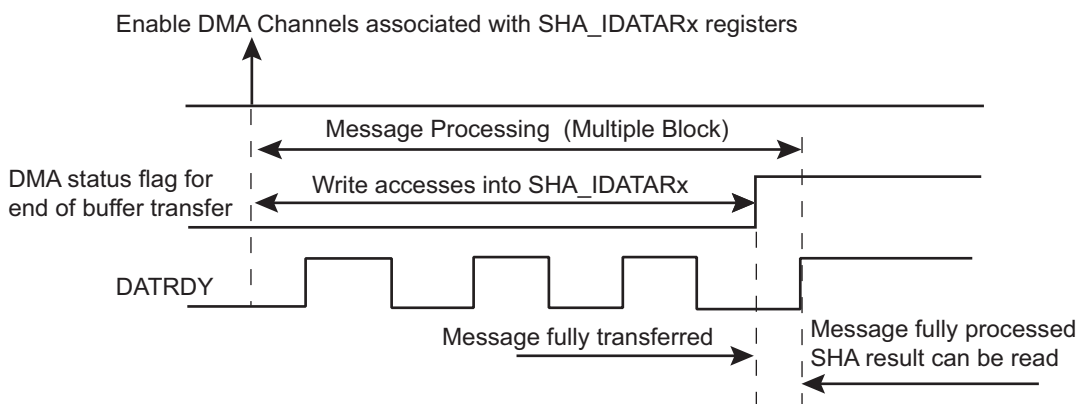 Enable DMA Channels associated with SHA_IDATARx registers
Message Processing (Multiple Block)
DMA status flag for
end of buffer transfer
Write accesses into SHA_IDATARx
DATRDY
Message fully transferred
Message fully processed
SHA result can be read